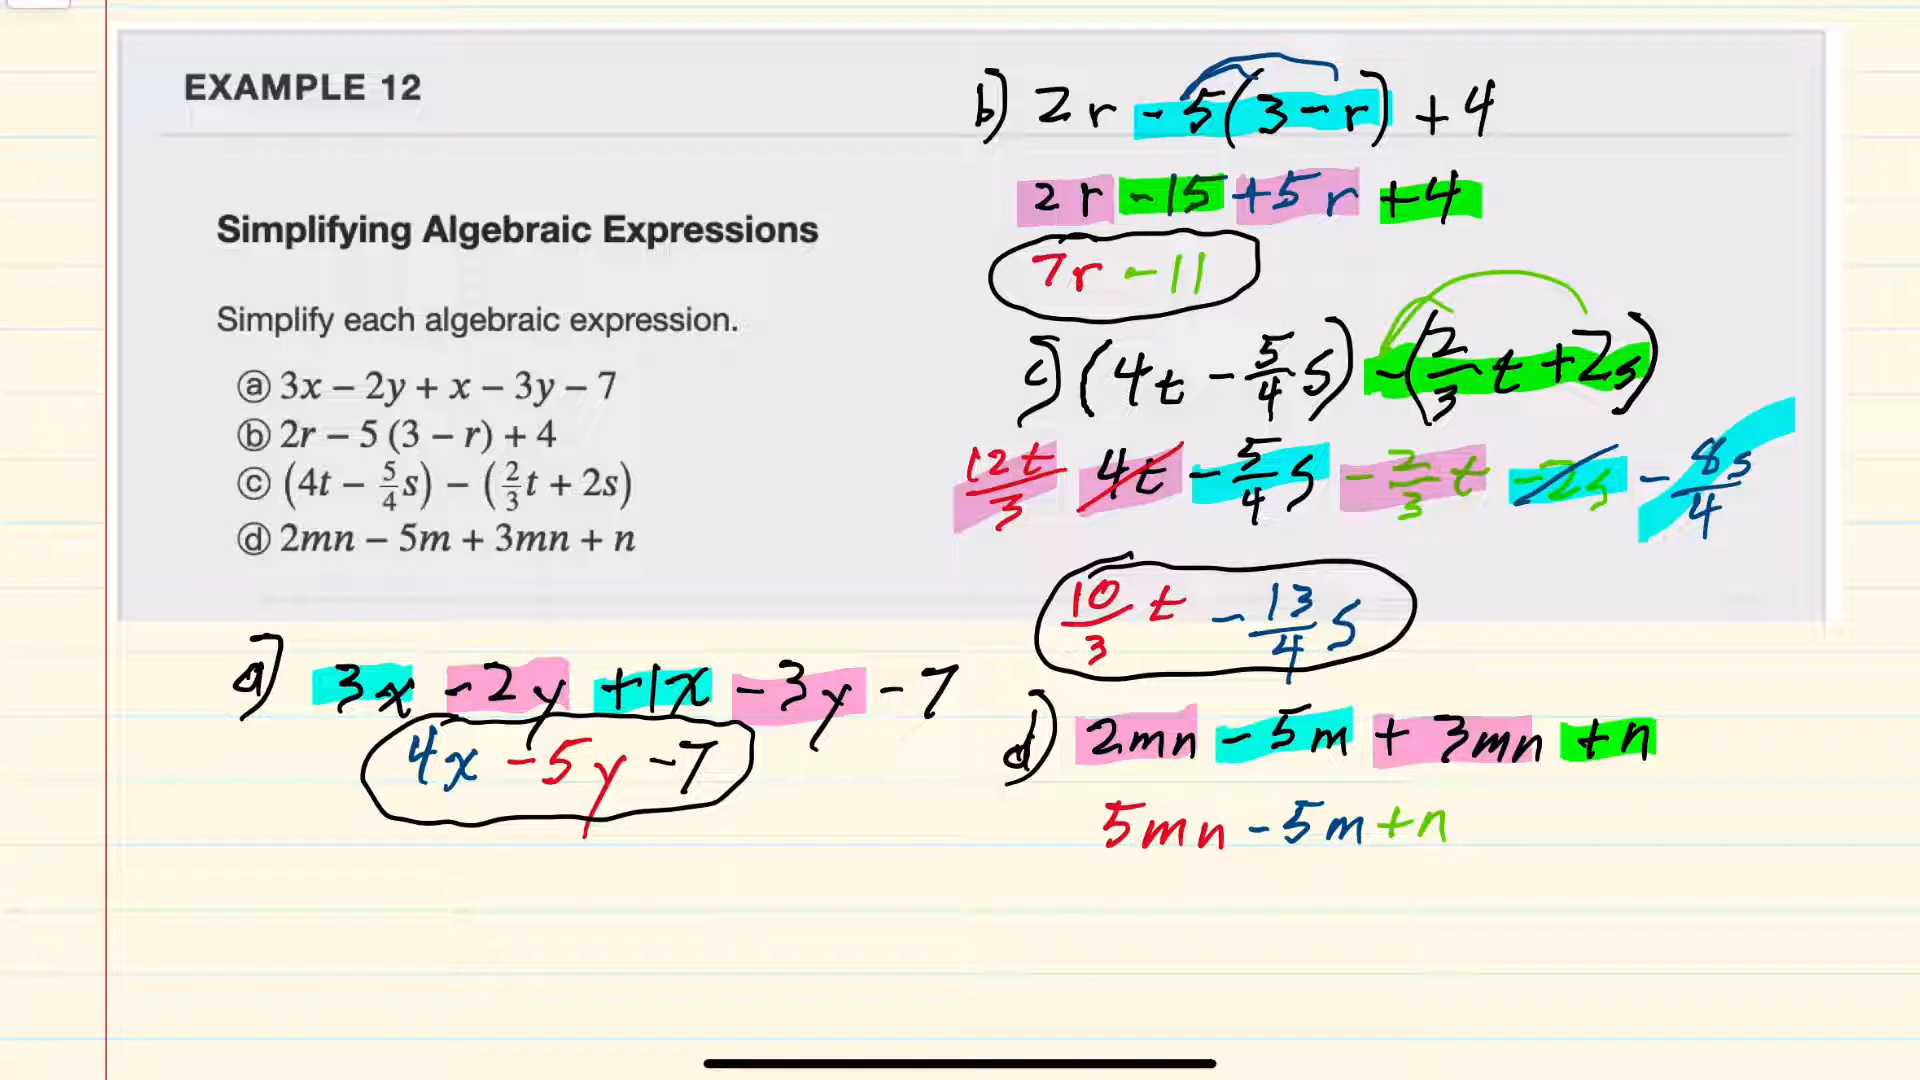 EXAMPLE 12
Simplifying Algebraic Expressions
Simplify each algebraic expression.
ⓐ 3x − 2y + x − 3y − 7
ⓑ 2r − 5 (3 − r) + 4
ⓒ (4t − 5/4 s) − (2/3 t + 2s)
ⓓ 2mn − 5m + 3mn + n
a) 3x -2y +1x -3y -7
4x -5y -7
b) 2r -5(3-r) +4
2r -15 +5r +4
7r -11
c) (4t - 5/4 s) -(2/3 t + 2s)
12t/3 4t - 5/4 s - 2/3 t -2s - 8s/4
10/3 t - 13/4 s
d) 2mn -5m + 3mn +n
5mn -5m +n